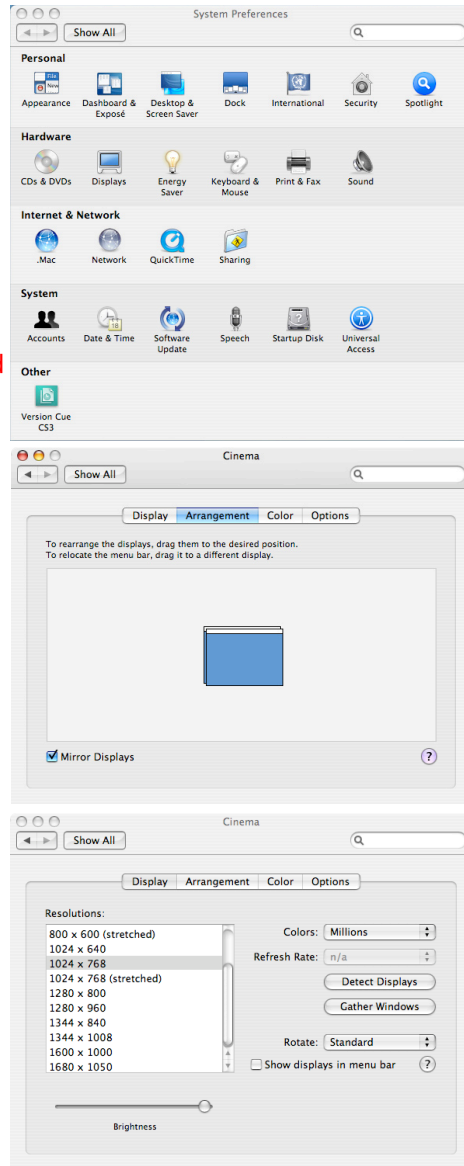 System Preferences
Show All
Personal
File
New
Appearance Dashboard & Exposé Desktop & Screen Saver Dock International Security Spotlight
Hardware
CDs & DVDs Displays Energy Saver Keyboard & Mouse Print & Fax Sound
Internet & Network
.Mac Network QuickTime Sharing
System
18
Accounts Date & Time Software Update Speech Startup Disk Universal Access
Other
Version Cue CS3
Cinema
Show All
Display Arrangement Color Options
To rearrange the displays, drag them to the desired position.
To relocate the menu bar, drag it to a different display.
Mirror Displays
?
Cinema
Show All
Display Arrangement Color Options
Resolutions:
800 x 600 (stretched)
1024 x 640
1024 x 768
1024 x 768 (stretched)
1280 x 800
1280 x 960
1344 x 840
1344 x 1008
1600 x 1000
1680 x 1050
Colors: Millions
Refresh Rate: n/a
Detect Displays
Gather Windows
Rotate: Standard
Show displays in menu bar ?
Brightness